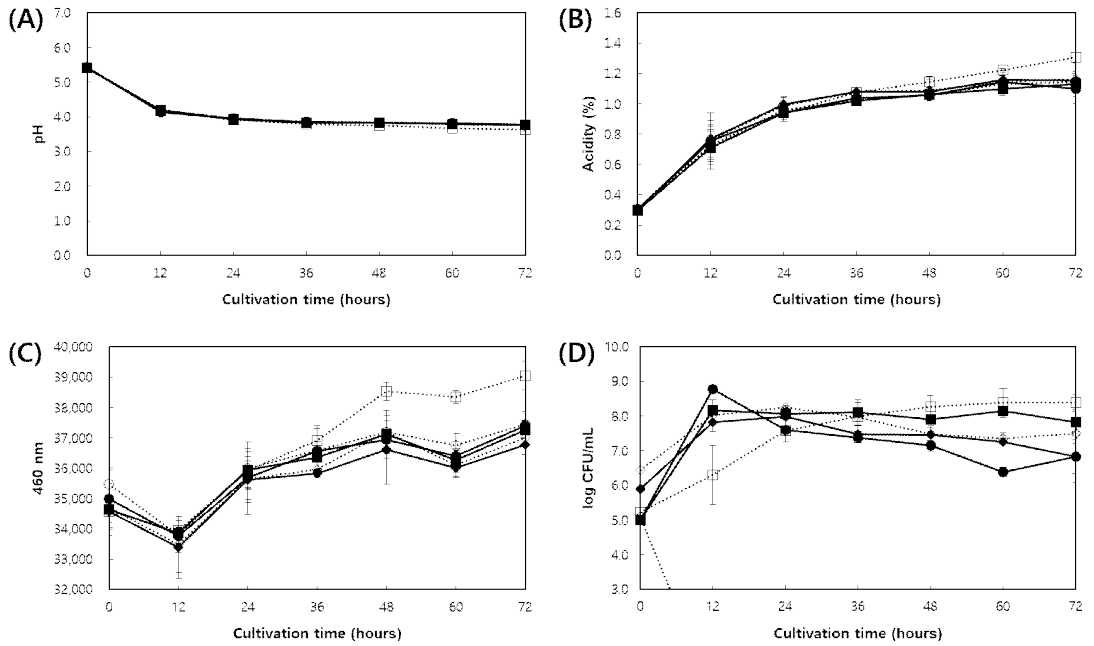 (A)
7.0
6.0
5.0
4.0
3.0
2.0
1.0
0.0
pH
0 12 24 36 48 60 72
Cultivation time (hours)
(B)
1.6
1.4
1.2
1.0
0.8
0.6
0.4
0.2
0.0
Acidity (%)
0 12 24 36 48 60 72
Cultivation time (hours)
(C)
40,000
39,000
38,000
37,000
36,000
35,000
34,000
33,000
32,000
460 nm
0 12 24 36 48 60 72
Cultivation time (hours)
(D)
10.0
9.0
8.0
7.0
6.0
5.0
4.0
3.0
log CFU/mL
0 12 24 36 48 60 72
Cultivation time (hours)